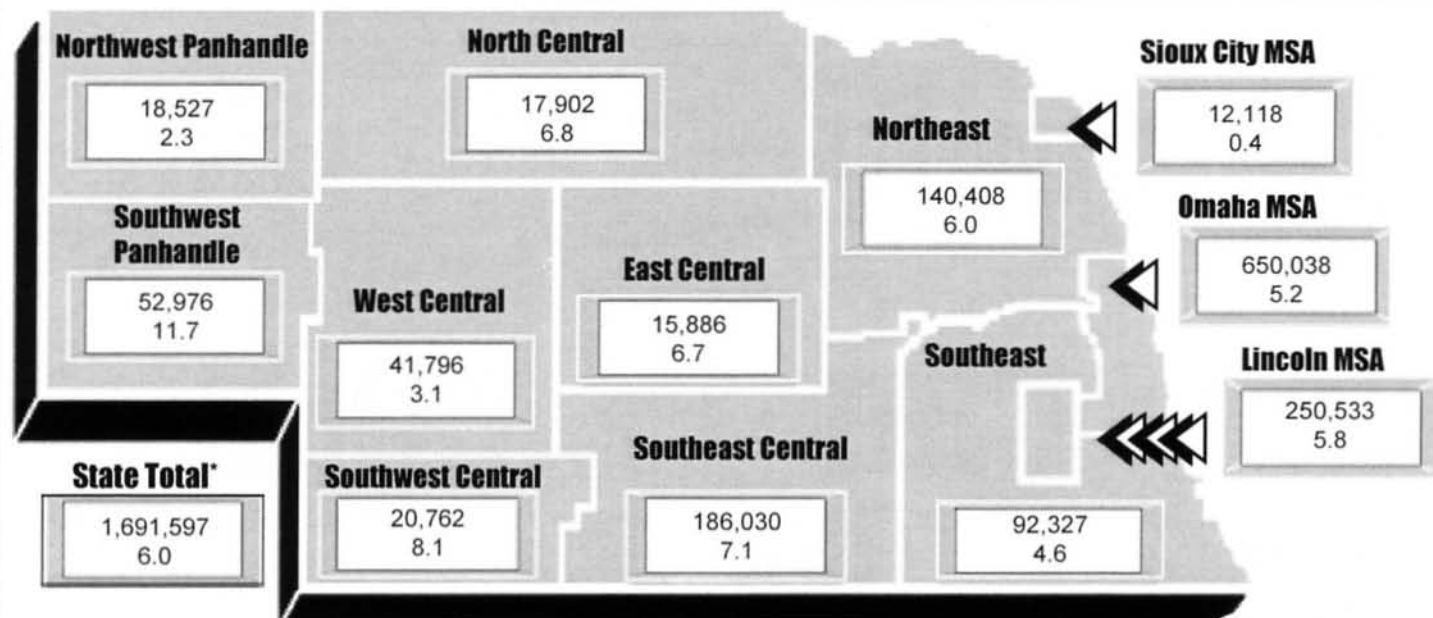 Northwest Panhandle
18,527
2.3
North Central
17,902
6.8
Sioux City MSA
12,118
0.4
Northeast
140,408
6.0
Southwest
Panhandle
52,976
11.7
West Central
41,796
3.1
East Central
15,886
6.7
Omaha MSA
650,038
5.2
Southeast
92,327
4.6
Lincoln MSA
250,533
5.8
State Total*
1,691,597
6.0
Southwest Central
20,762
8.1
Southeast Central
186,030
7.1